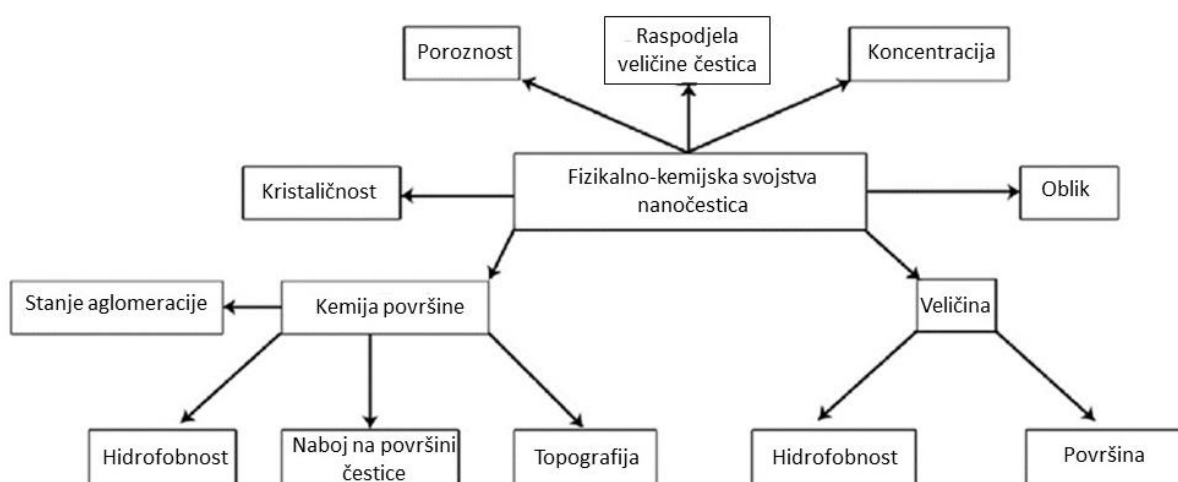 Poroznost
Raspodjela
veličine čestica
Koncentracija
Fizikalno-kemijska svojstva
nanočestica
Kristaličnost
Oblik
Stanje aglomeracije
Kemija površine
Veličina
Hidrofobnost
Naboj na površini
čestice
Topografija
Hidrofobnost
Površina